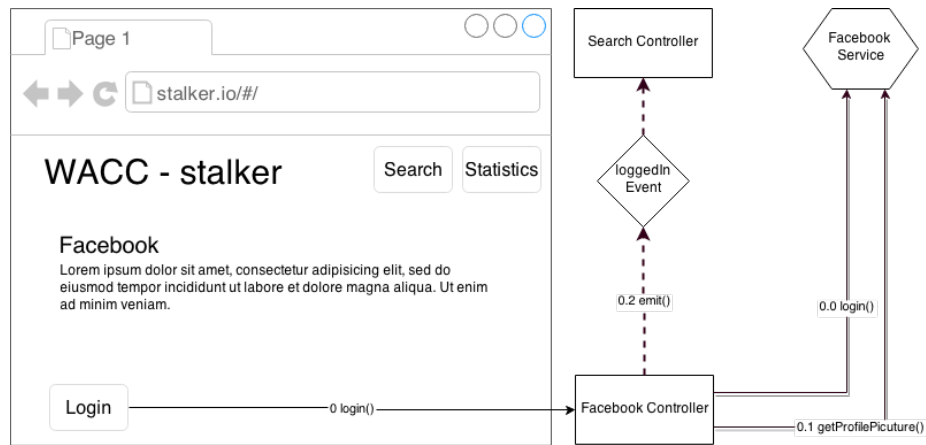 Page 1
stalker.io/#/
WACC - stalker
Search
Statistics
Facebook
Lorem ipsum dolor sit amet, consectetur adipisicing elit, sed do
eiusmod tempor incididunt ut labore et dolore magna aliqua. Ut enim
ad minim veniam.
Login
0 login()
Search Controller
loggedIn
Event
0.2 emit()
Facebook Controller
Facebook
Service
0.0 login()
0.1 getProfilePicuture()